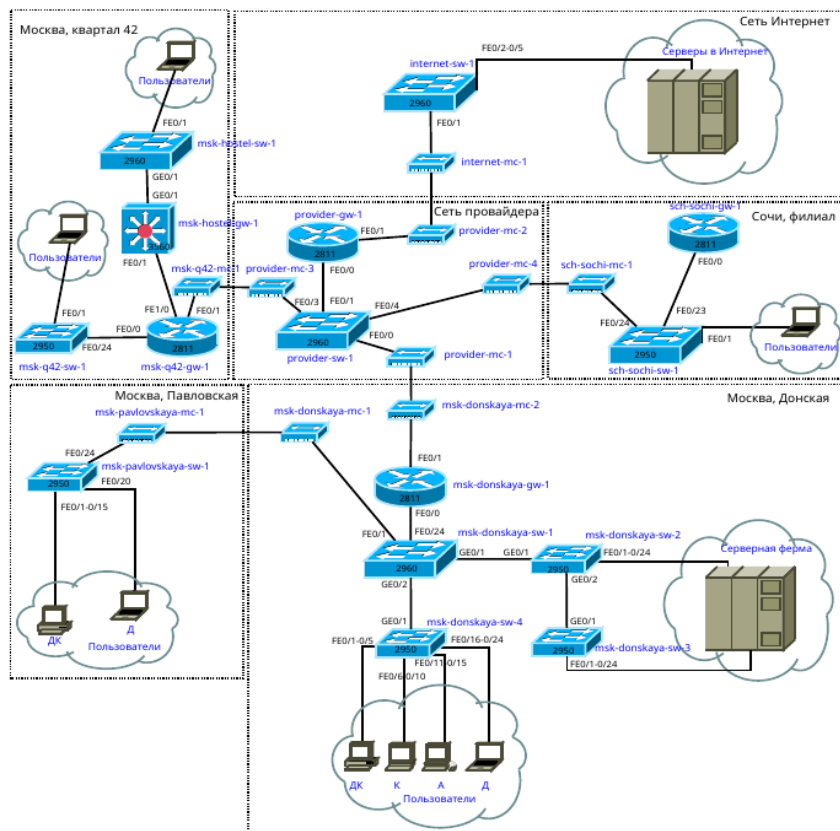 Москва, квартал 42
Пользователи
FE0/1
msk-hostel-sw-1
2960
GE0/1
GE0/1
msk-hostel-gw-1
3560
FE0/1
Пользователи
FE0/1
2950
FE0/24
msk-q42-sw-1
msk-q42-mc-1
FE1/0
FE0/1
FE0/0
2811
msk-q42-gw-1
Сеть Интернет
internet-sw-1
FE0/2-0/5
Серверы в Интернет
2960
FE0/1
internet-mc-1
Сеть провайдера
provider-gw-1
FE0/1
provider-mc-2
2811
FE0/0
provider-mc-3
provider-mc-4
FE0/3
FE0/1
FE0/4
2960
FE0/0
provider-sw-1
provider-mc-1
Сочи, филиал
sch-sochi-gw-1
2811
FE0/0
sch-sochi-mc-1
FE0/23
FE0/24
FE0/1
2950
sch-sochi-sw-1
Пользователи
Москва, Павловская
msk-pavlovskaya-mc-1
FE0/24
msk-pavlovskaya-sw-1
2950
FE0/20
FE0/1-0/15
ДК
Д
Пользователи
Москва, Донская
msk-donskaya-mc-1
msk-donskaya-mc-2
FE0/1
msk-donskaya-gw-1
2811
FE0/0
FE0/24
msk-donskaya-sw-1
FE0/1
2960
GE0/1
GE0/2
GE0/1
msk-donskaya-sw-2
2950
FE0/1-0/24
GE0/2
Серверная ферма
GE0/1
msk-donskaya-sw-3
2950
FE0/1-0/24
GE0/1
msk-donskaya-sw-4
FE0/1-0/5
2950
FE0/16-0/24
FE0/11-0/15
FE0/6-0/10
ДК
К
А
Д
Пользователи